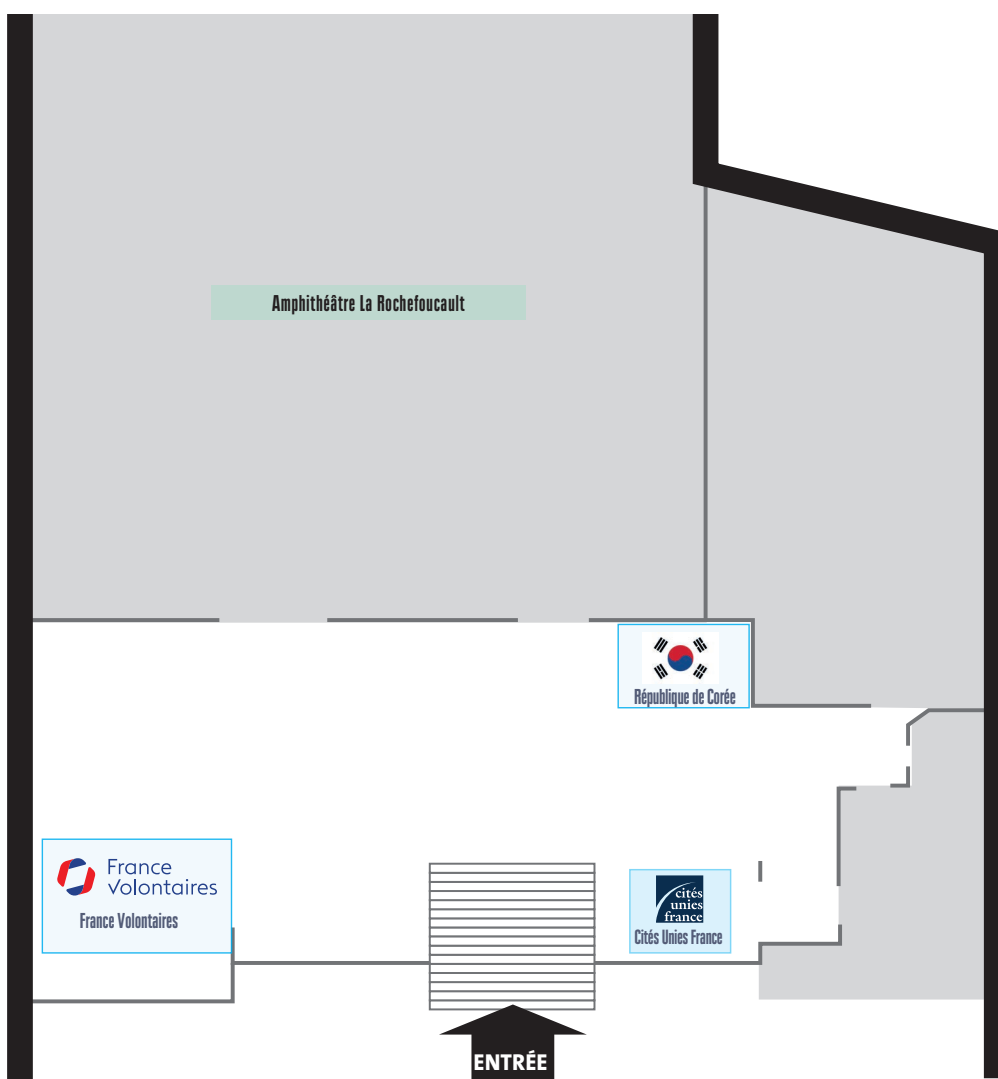 Amphithéâtre La Rochefoucault
République de Corée
France
Volontaires
France Volontaires
cités
unies
france
Cités Unies France
ENTRÉE